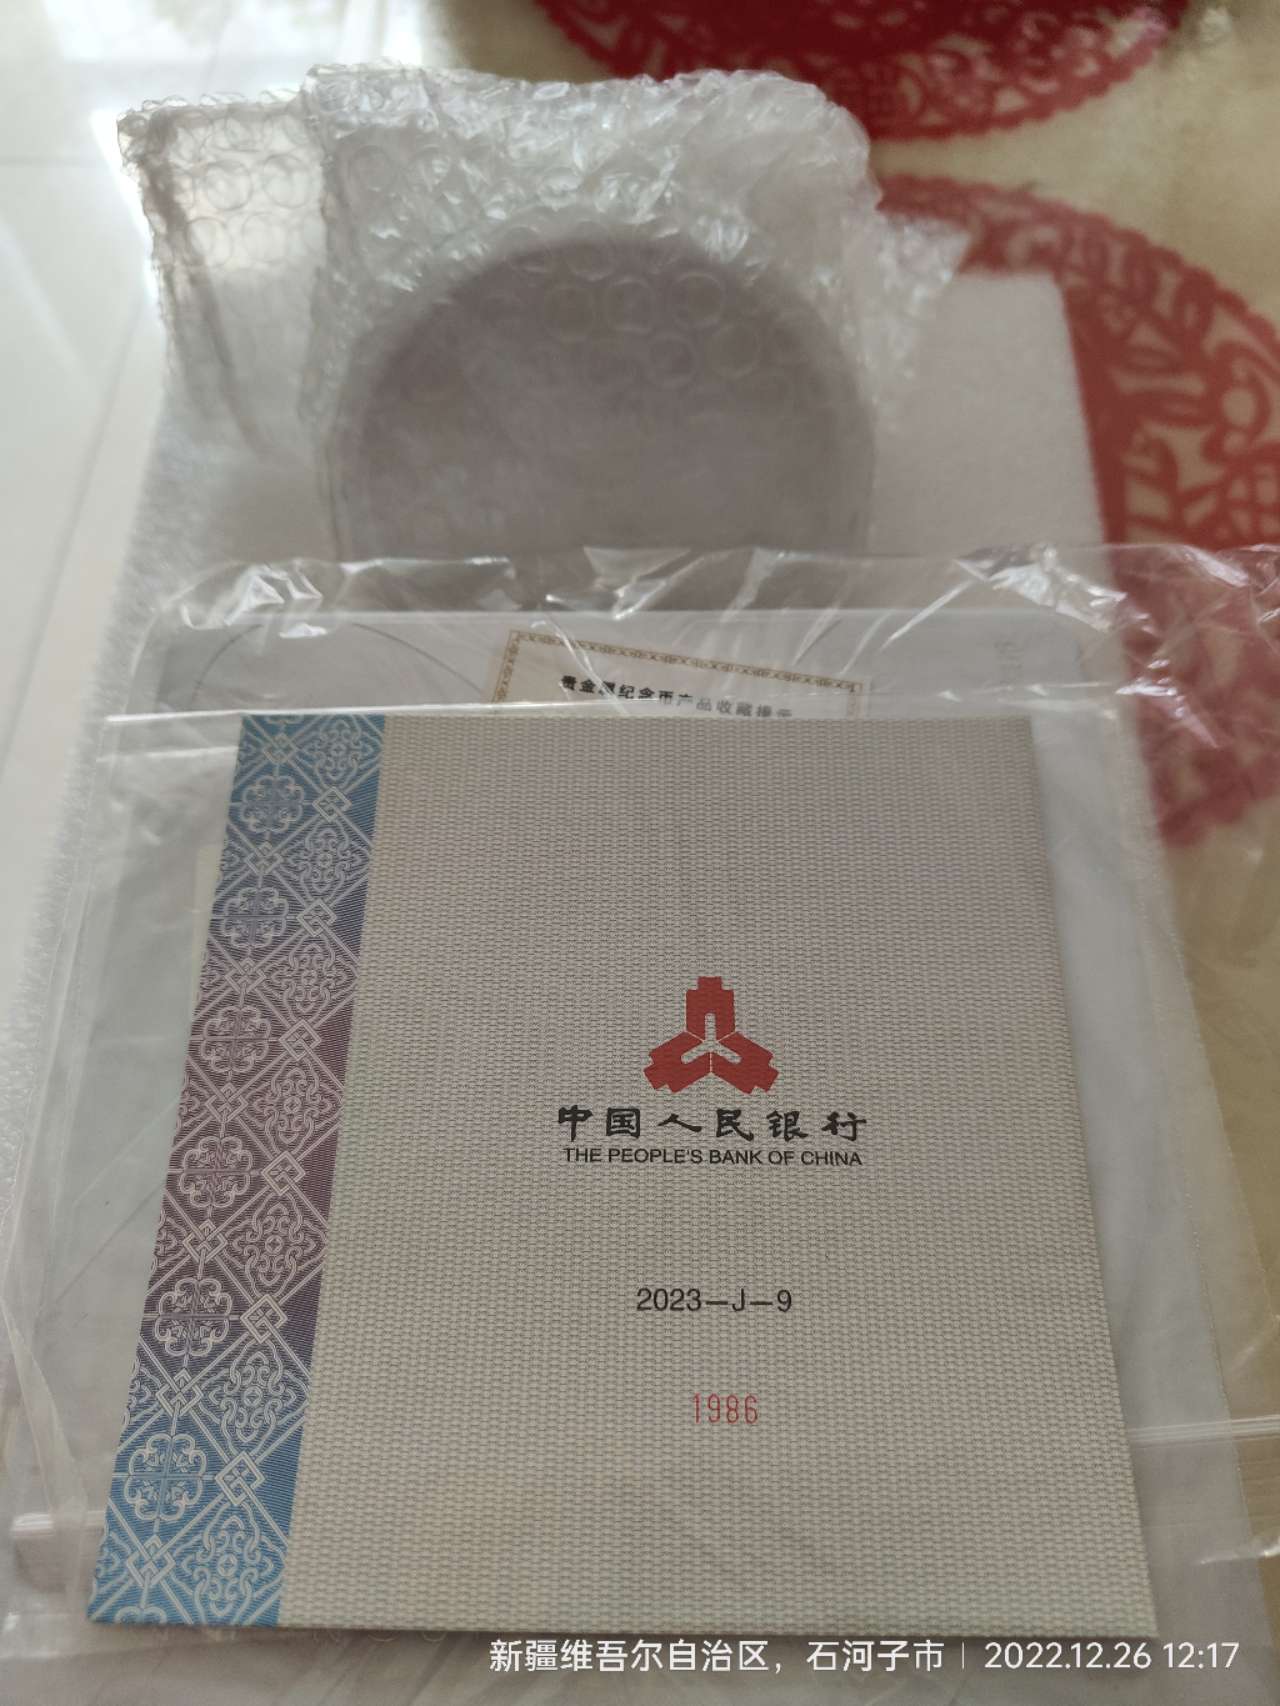 贵金属纪念币产品收藏提示
中国人民银行
THE PEOPLE'S BANK OF CHINA
2023—J—9
1986
新疆维吾尔自治区，石河子市 | 2022.12.26 12:17